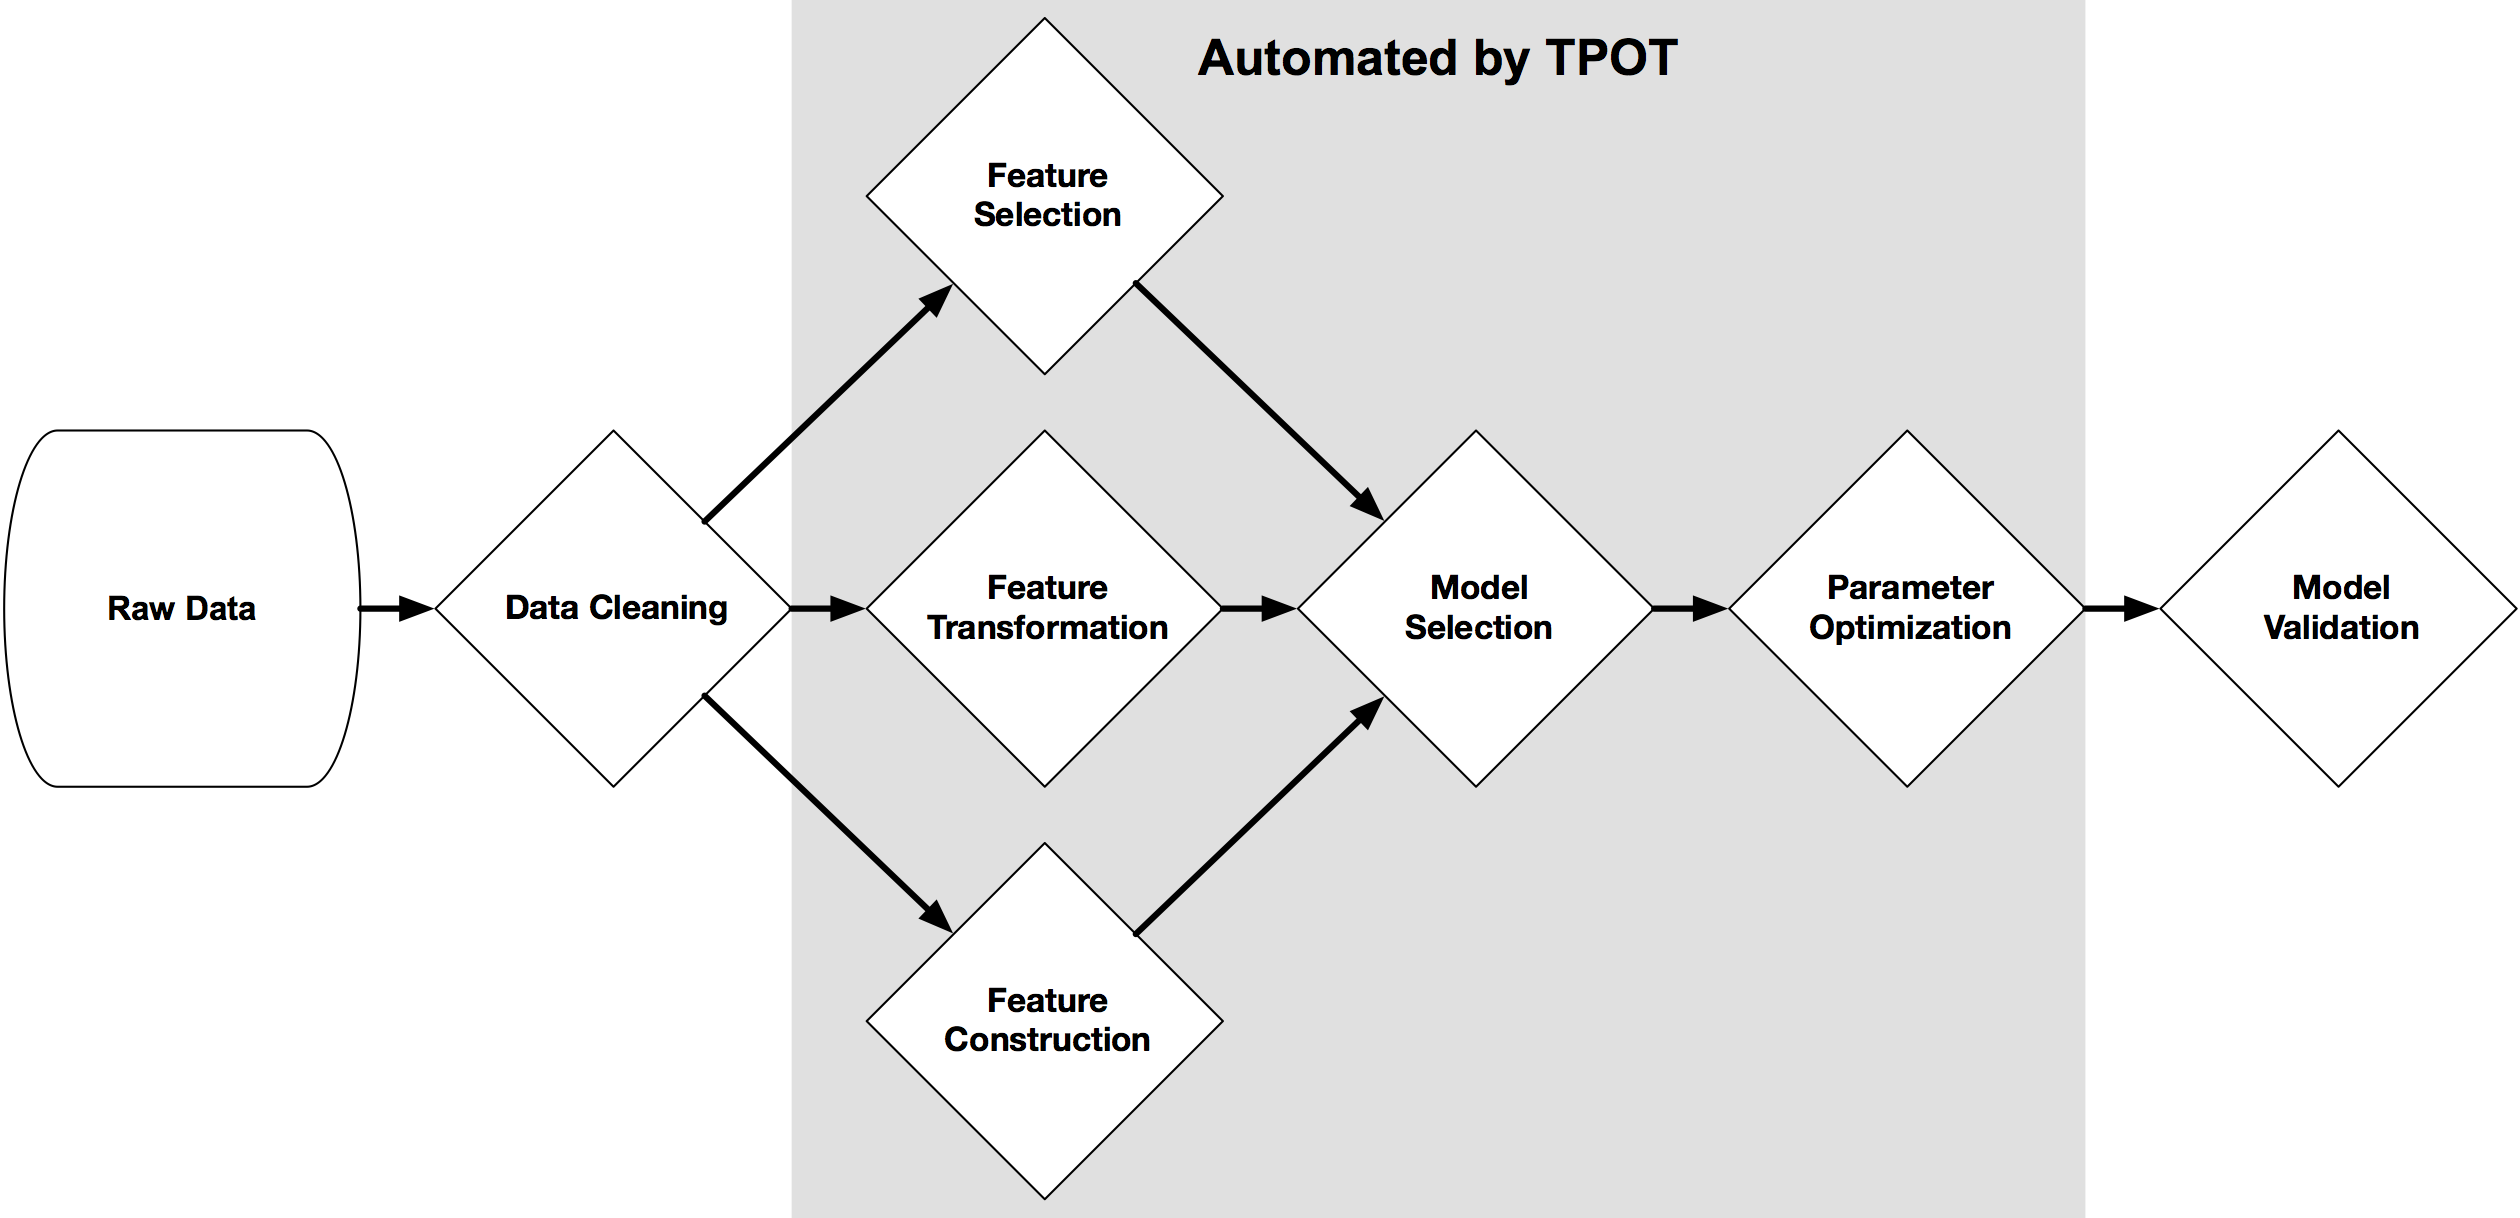 Automated by TPOT
Feature
Selection
Raw Data
Data Cleaning
Feature
Transformation
Model
Selection
Parameter
Optimization
Model
Validation
Feature
Construction